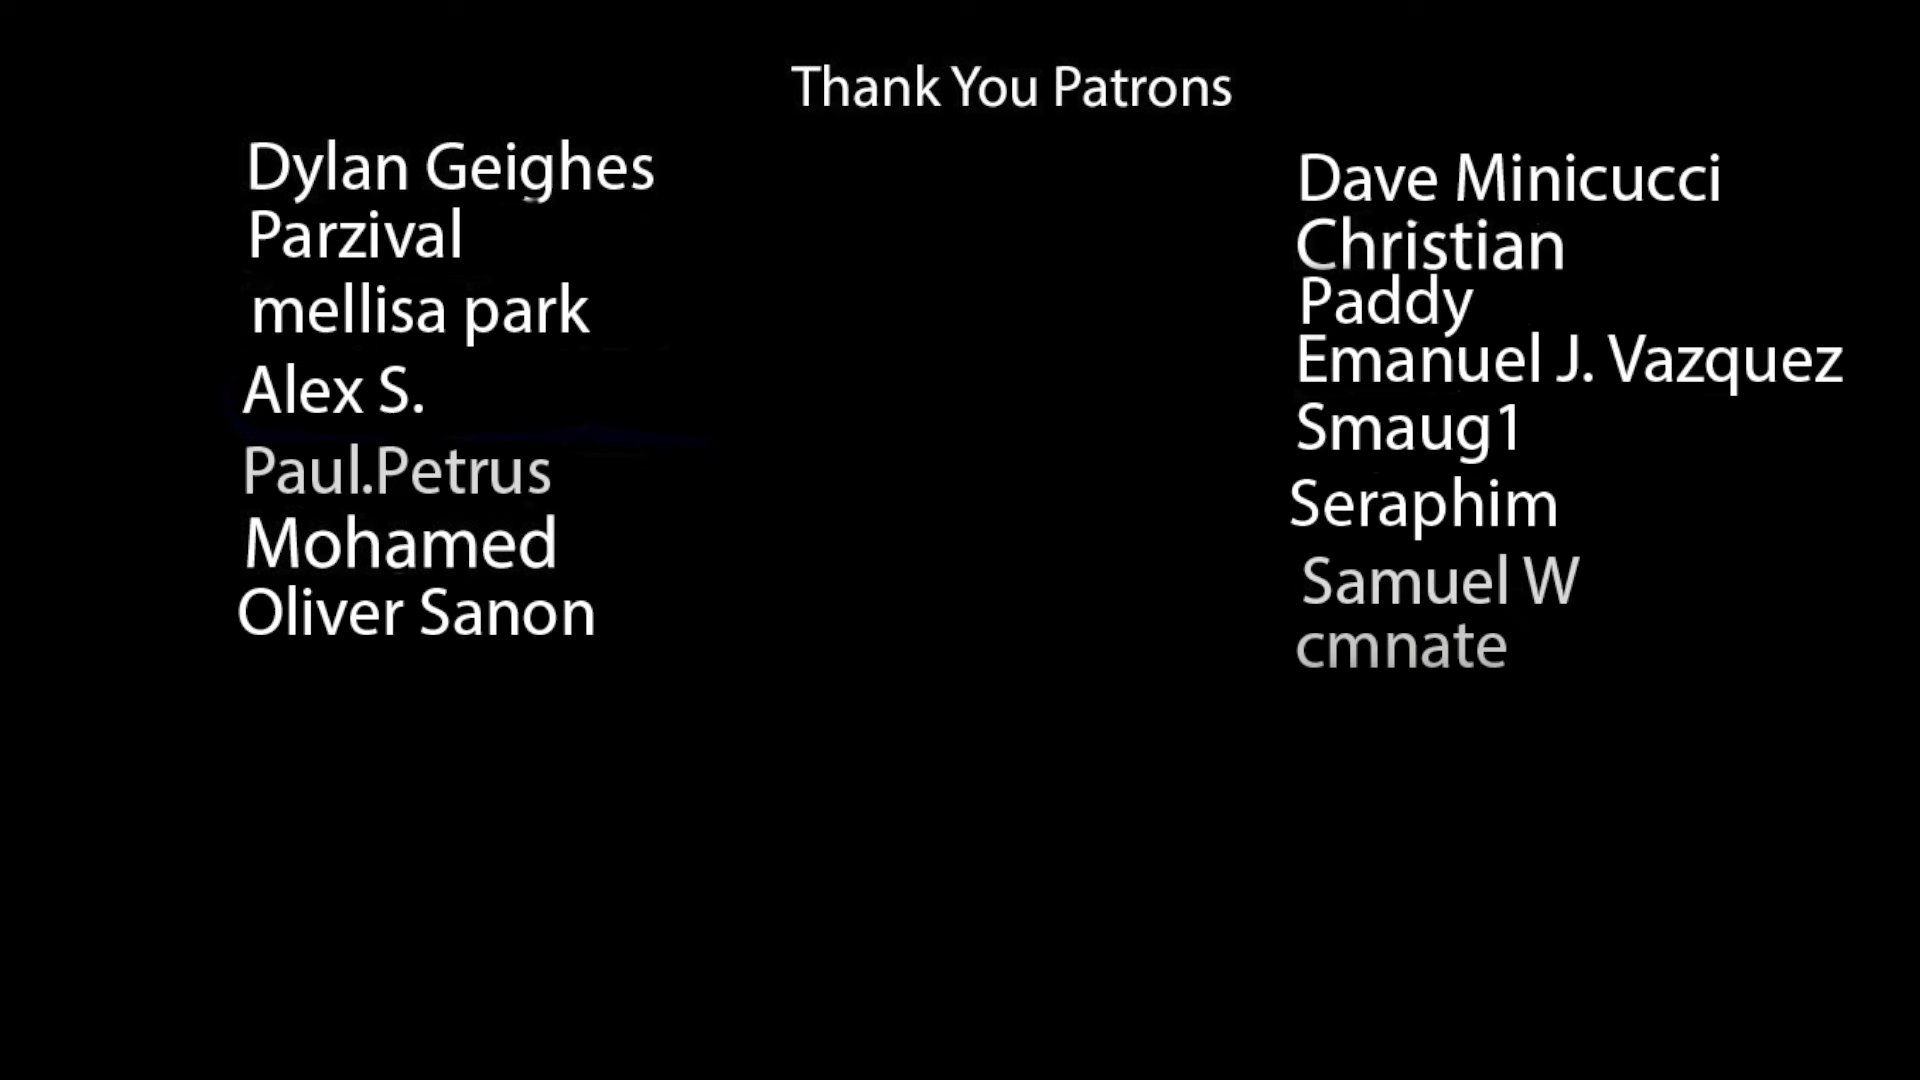 Thank You Patrons
Dylan Geighes
Parzival
mellisa park
Alex S.
Paul.Petrus
Mohamed
Oliver Sanon
Dave Minicucci
Christian
Paddy
Emanuel J. Vazquez
Smaug1
Seraphim
Samuel W
cmnate